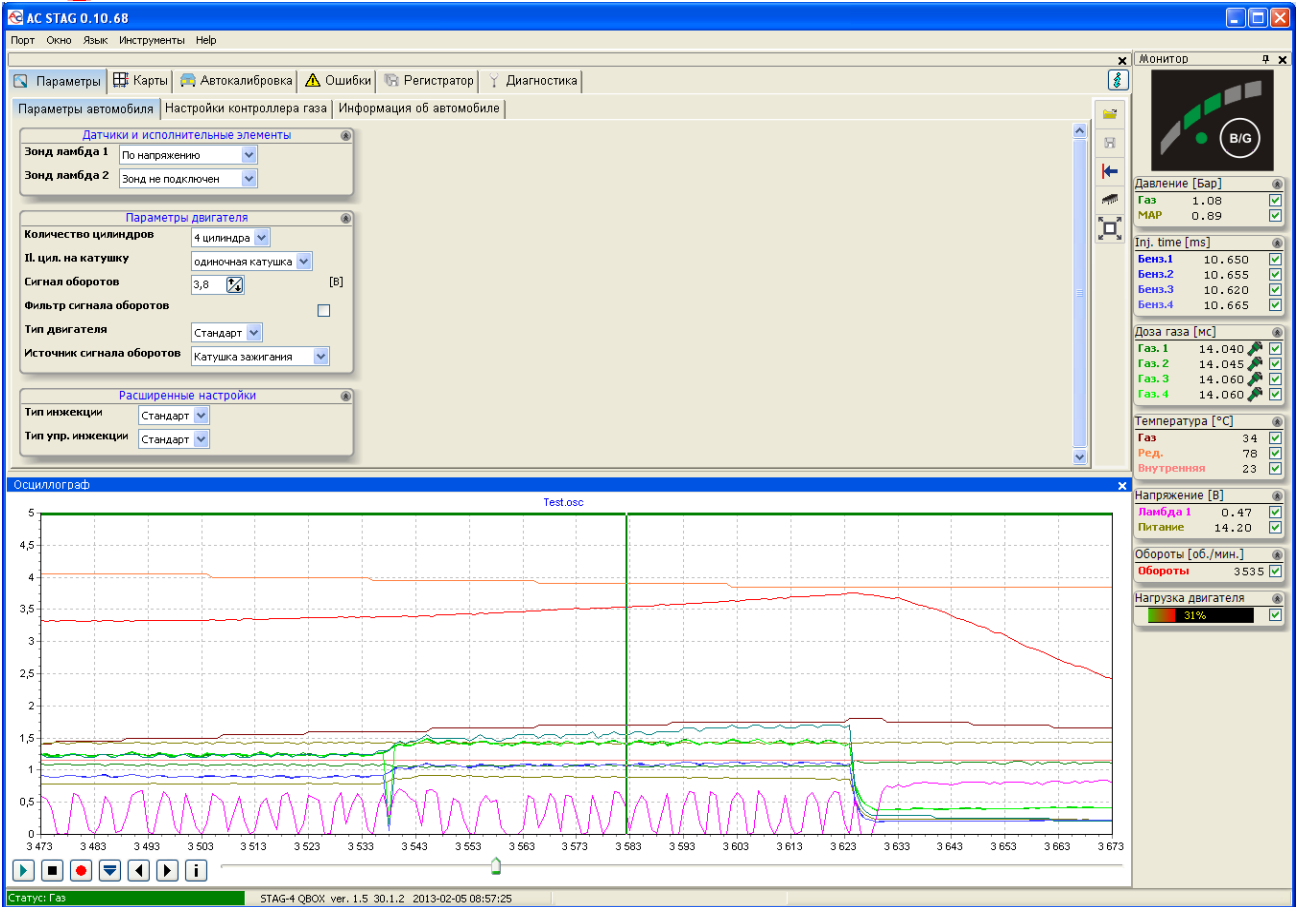 AC STAG 0.10.68
Порт Окно Язык Инструменты Help
Параметры Карты Автокалибровка Ошибки Регистратор Диагностика
Параметры автомобиля Настройки контроллера газа Информация об автомобиле
Датчики и исполнительные элементы
Зонд ламбда 1 По напряжению
Зонд ламбда 2 Зонд не подключен
Параметры двигателя
Количество цилиндров 4 цилиндра
Il. цил. на катушку одиночная катушка
Сигнал оборотов 3,8 [В]
Фильтр сигнала оборотов
Тип двигателя Стандарт
Источник сигнала оборотов Катушка зажигания
Расширенные настройки
Тип инжекции Стандарт
Тип упр. инжекции Стандарт
Монитор
B/G
Давление [Бар]
Газ 1.08
MAP 0.89
Inj. time [ms]
Бенз.1 10.650
Бенз.2 10.655
Бенз.3 10.620
Бенз.4 10.665
Доза газа [мс]
Газ. 1 14.040
Газ. 2 14.045
Газ. 3 14.060
Газ. 4 14.060
Температура [°C]
Газ 34
Ред. 78
Внутренняя 23
Напряжение [В]
Ламбда 1 0.47
Питание 14.20
Обороты [об./мин.]
Обороты 3535
Нагрузка двигателя
31%
Осциллограф
Test.osc
5
4,5
4
3,5
3
2,5
2
1,5
1
0,5
0
3 473 3 483 3 493 3 503 3 513 3 523 3 533 3 543 3 553 3 563 3 573 3 583 3 593 3 603 3 613 3 623 3 633 3 643 3 653 3 663 3 673
Статус: Газ STAG-4 QBOX ver. 1.5 30.1.2 2013-02-05 08:57:25